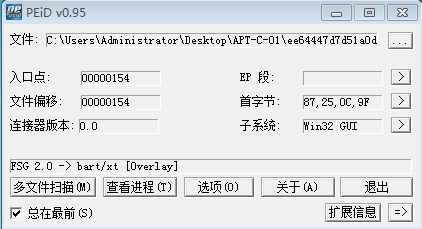 PEiD v0.95
文件: C:\Users\Administrator\Desktop\APT-C-01\ee64447d7d51a0d ...
入口点: 00000154 EP 段: >
文件偏移: 00000154 首字节: 87,25,0C,9F >
连接器版本: 0.0 子系统: Win32 GUI >
FSG 2.0 -> bart/xt [Overlay]
多文件扫描(M) 查看进程(T) 选项(O) 关于(A) 退出
总在最前(S) 扩展信息 =>